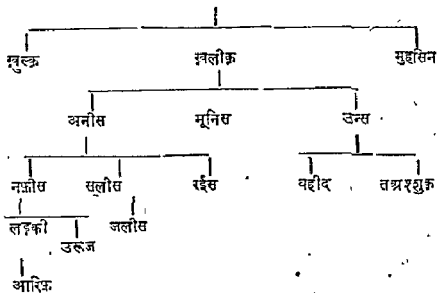 ख़ुल्क़ ख़लीक़ मुहसिन
अनीस मूनिस उन्स
नफ़ीस सलीस रईस वहीद तअश्शुक़
लड़की जलीस
उरूज
आरिफ़